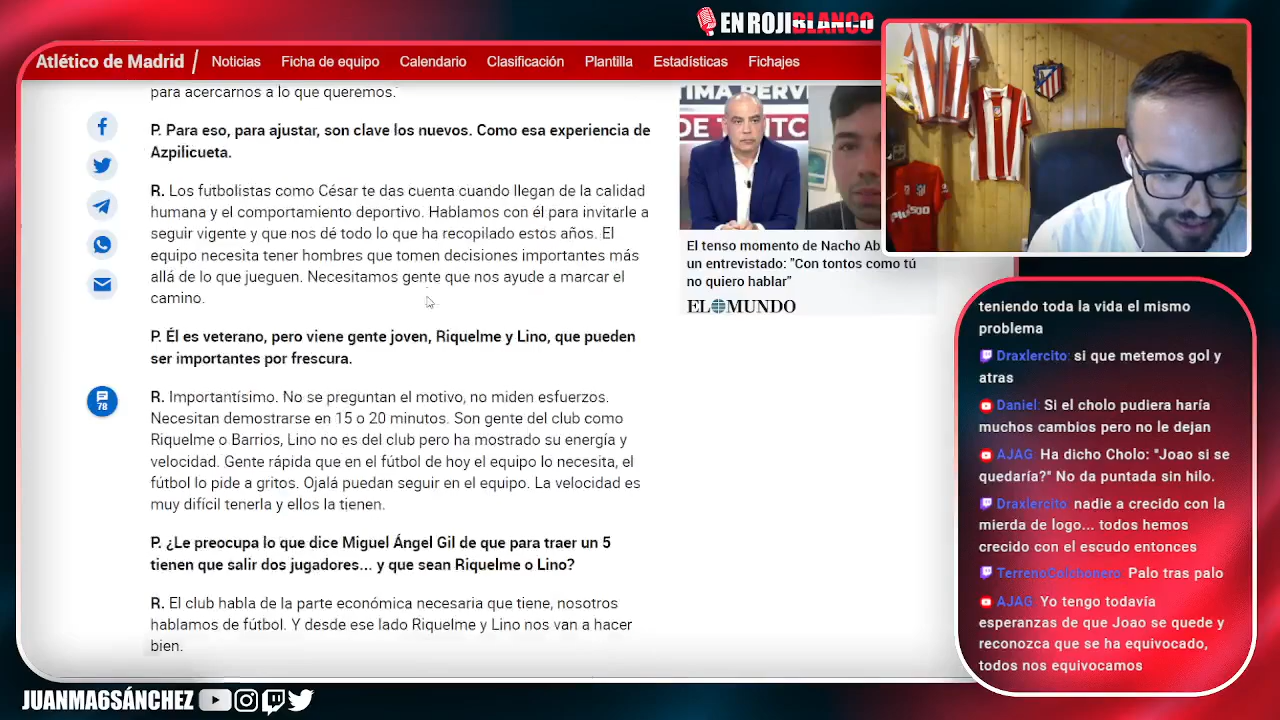 EN ROJIBLANCO
Atlético de Madrid /
Noticias
Ficha de equipo
Calendario
Clasificación
Plantilla
Estadísticas
Fichajes
para acercarnos a lo que queremos."
P. Para eso, para ajustar, son clave los nuevos. Como esa experiencia de
Azpilicueta.
R. Los futbolistas como César te das cuenta cuando llegan de la calidad
humana y el comportamiento deportivo. Hablamos con él para invitarle a
seguir vigente y que nos dé todo lo que ha recopilado estos años. El
equipo necesita tener hombres que tomen decisiones importantes más
allá de lo que jueguen. Necesitamos gente que nos ayude a marcar el
camino.
P. Él es veterano, pero viene gente joven, Riquelme y Lino, que pueden
ser importantes por frescura.
78
R. Importantísimo. No se preguntan el motivo, no miden esfuerzos.
Necesitan demostrarse en 15 o 20 minutos. Son gente del club como
Riquelme o Barrios, Lino no es del club pero ha mostrado su energía y
velocidad. Gente rápida que en el fútbol de hoy el equipo lo necesita, el
fútbol lo pide a gritos. Ojalá puedan seguir en el equipo. La velocidad es
muy difícil tenerla y ellos la tienen.
P. ¿Le preocupa lo que dice Miguel Ángel Gil de que para traer un 5
tienen que salir dos jugadores... y que sean Riquelme o Lino?
R. El club habla de la parte económica necesaria que tiene, nosotros
hablamos de fútbol. Y desde ese lado Riquelme y Lino nos van a hacer
bien.
El tenso momento de Nacho Ab
un entrevistado: "Con tontos como tú
no quiero hablar"
EL MUNDO
teniendo toda la vida el mismo
problema
Draxlercito: si que metemos gol y
atras
Daniel: Si el cholo pudiera haría
muchos cambios pero no le dejan
AJAG: Ha dicho Cholo: "Joao si se
quedaría?" No da puntada sin hilo.
Draxlercito: nadie a crecido con la
mierda de logo... todos hemos
crecido con el escudo entonces
TerrenoColchonero: Palo tras palo
AJAG: Yo tengo todavía
esperanzas de que Joao se quede y
reconozca que se ha equivocado,
todos nos equivocamos
JUANMA6SÁNCHEZ